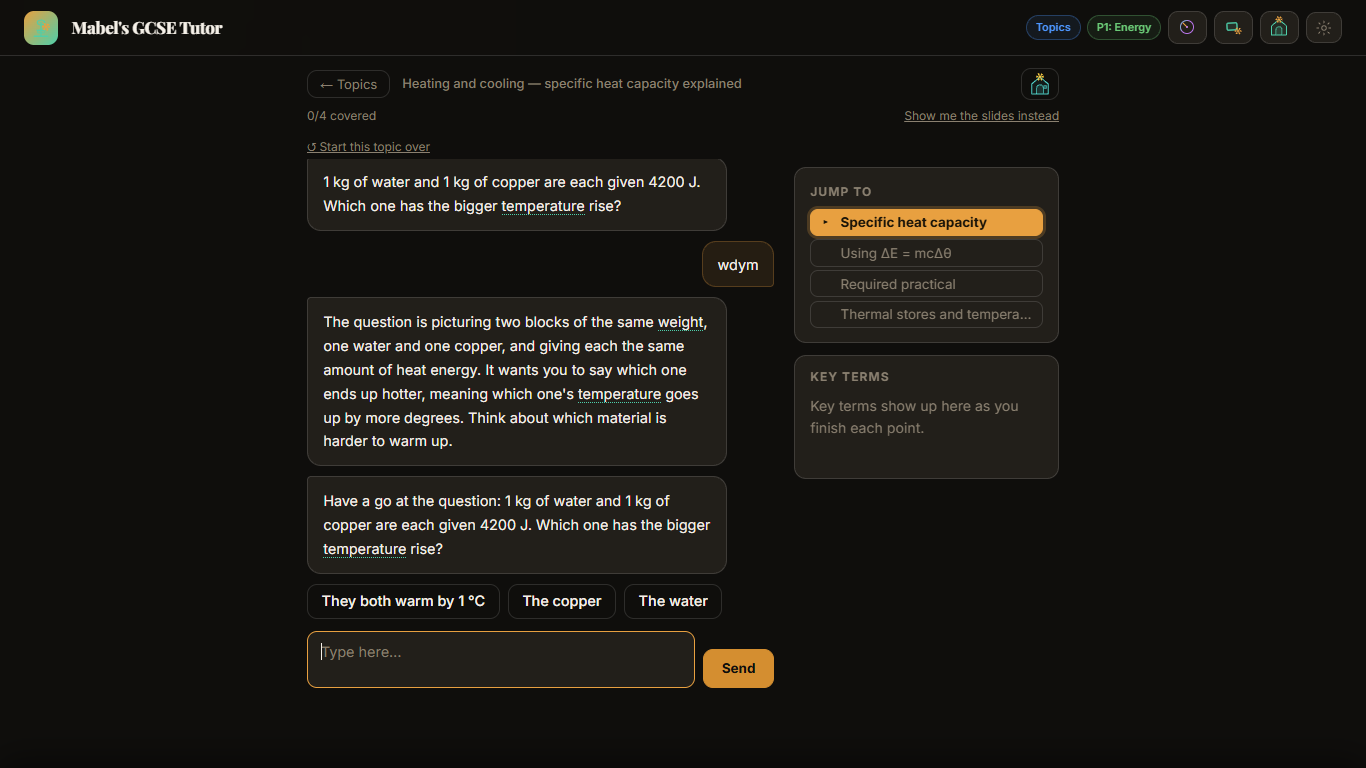 Mabel's GCSE Tutor
Topics
P1: Energy
← Topics
Heating and cooling — specific heat capacity explained
0/4 covered
Show me the slides instead
↺ Start this topic over
1 kg of water and 1 kg of copper are each given 4200 J.
Which one has the bigger temperature rise?
wdym
The question is picturing two blocks of the same weight,
one water and one copper, and giving each the same
amount of heat energy. It wants you to say which one
ends up hotter, meaning which one's temperature goes
up by more degrees. Think about which material is
harder to warm up.
Have a go at the question: 1 kg of water and 1 kg of
copper are each given 4200 J. Which one has the bigger
temperature rise?
They both warm by 1 °C
The copper
The water
Type here...
Send
JUMP TO
Specific heat capacity
Using ΔE = mcΔθ
Required practical
Thermal stores and tempera...
KEY TERMS
Key terms show up here as you
finish each point.